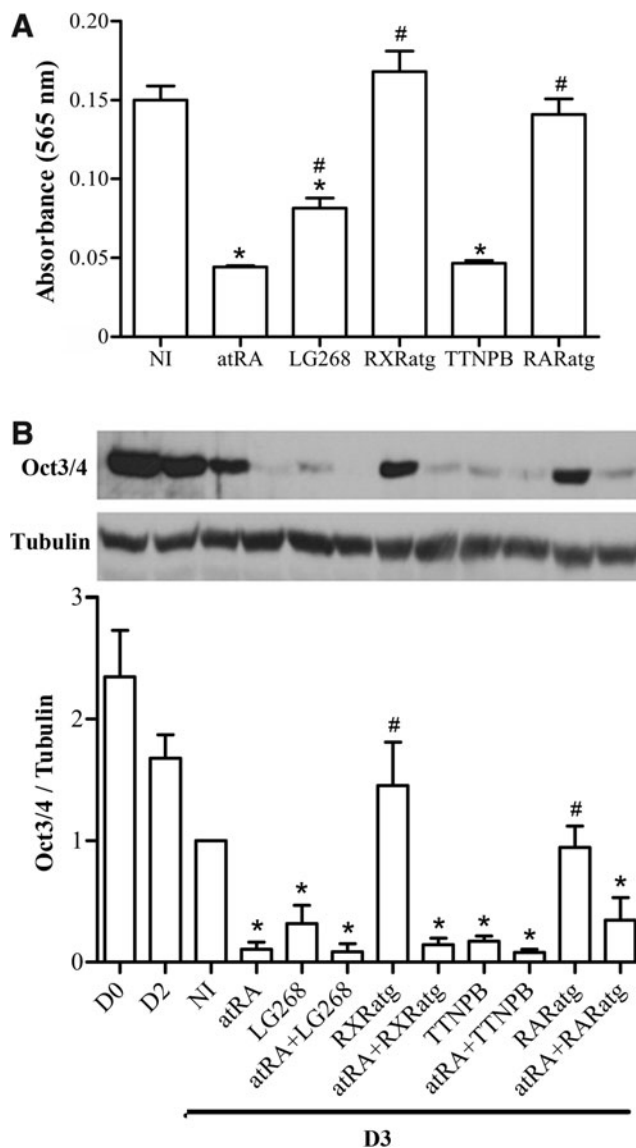 A
Absorbance (565 nm)
0.20
0.15
0.10
0.05
0
*
#
*
#
*
#
NI atRA LG268 RXRatg TTNPB RARatg
B
Oct3/4
Tubulin
Oct3/4 / Tubulin
3
2
1
0
*
*
*
#
*
*
*
#
*
D0 D2 NI atRA LG268 atRA+LG268 RXRatg atRA+RXRatg TTNPB atRA+TTNPB RARatg atRA+RARatg
D3